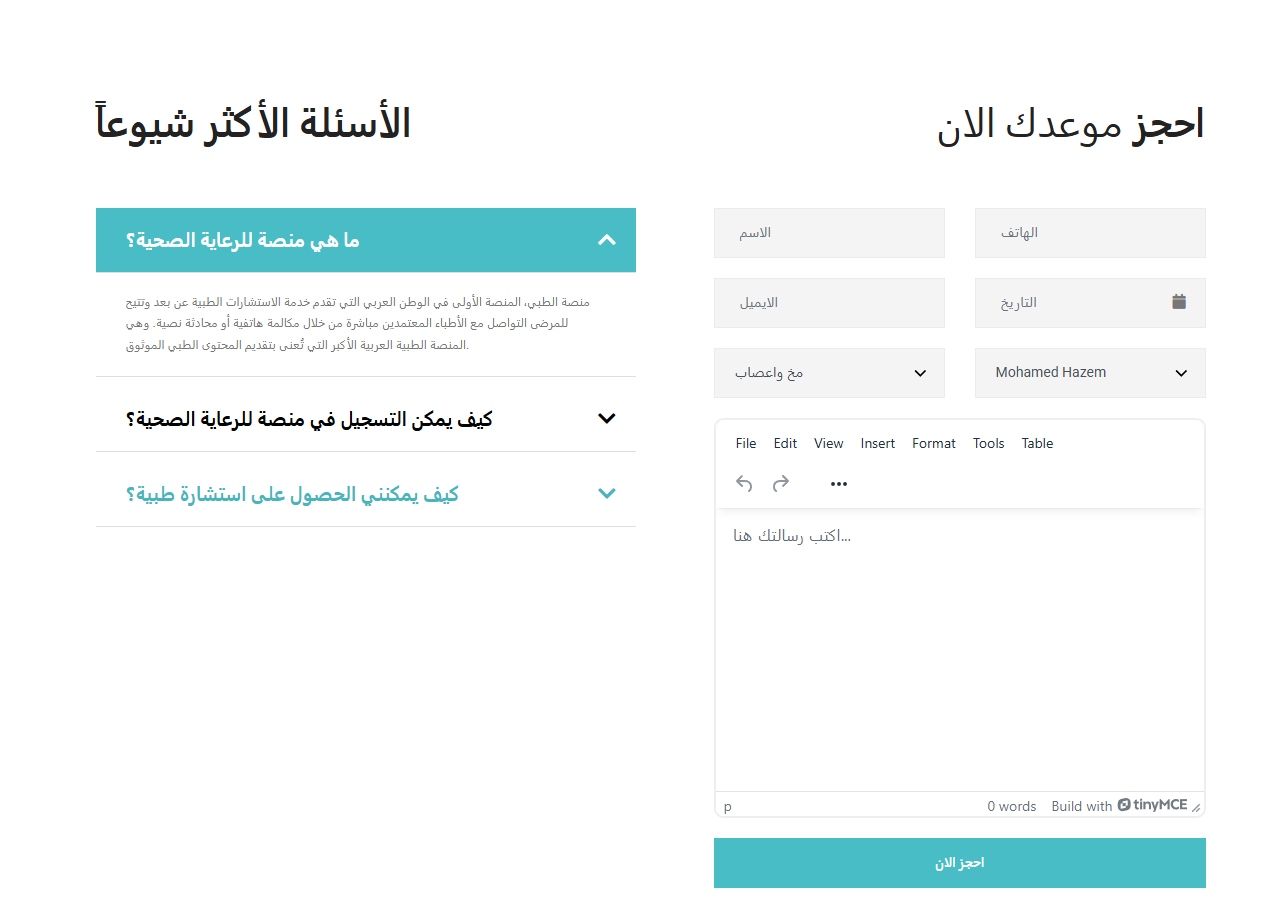 الأسئلة الأكثر شيوعاً
ما هي منصة للرعاية الصحية؟
منصة الطبي، المنصة الأولى في الوطن العربي التي تقدم خدمة الاستشارات الطبية عن بعد وتتيح
للمرضى التواصل مع الأطباء المعتمدين مباشرة من خلال مكالمة هاتفية أو محادثة نصية. وهي
المنصة الطبية العربية الأكبر التي تُعنى بتقديم المحتوى الطبي الموثوق.
كيف يمكن التسجيل في منصة للرعاية الصحية؟
كيف يمكنني الحصول على استشارة طبية؟
احجز موعدك الان
الاسم
الهاتف
الايميل
التاريخ
مخ واعصاب
Mohamed Hazem
File Edit View Insert Format Tools Table
اكتب رسالتك هنا...
p 0 words Build with tinyMCE
احجز الان